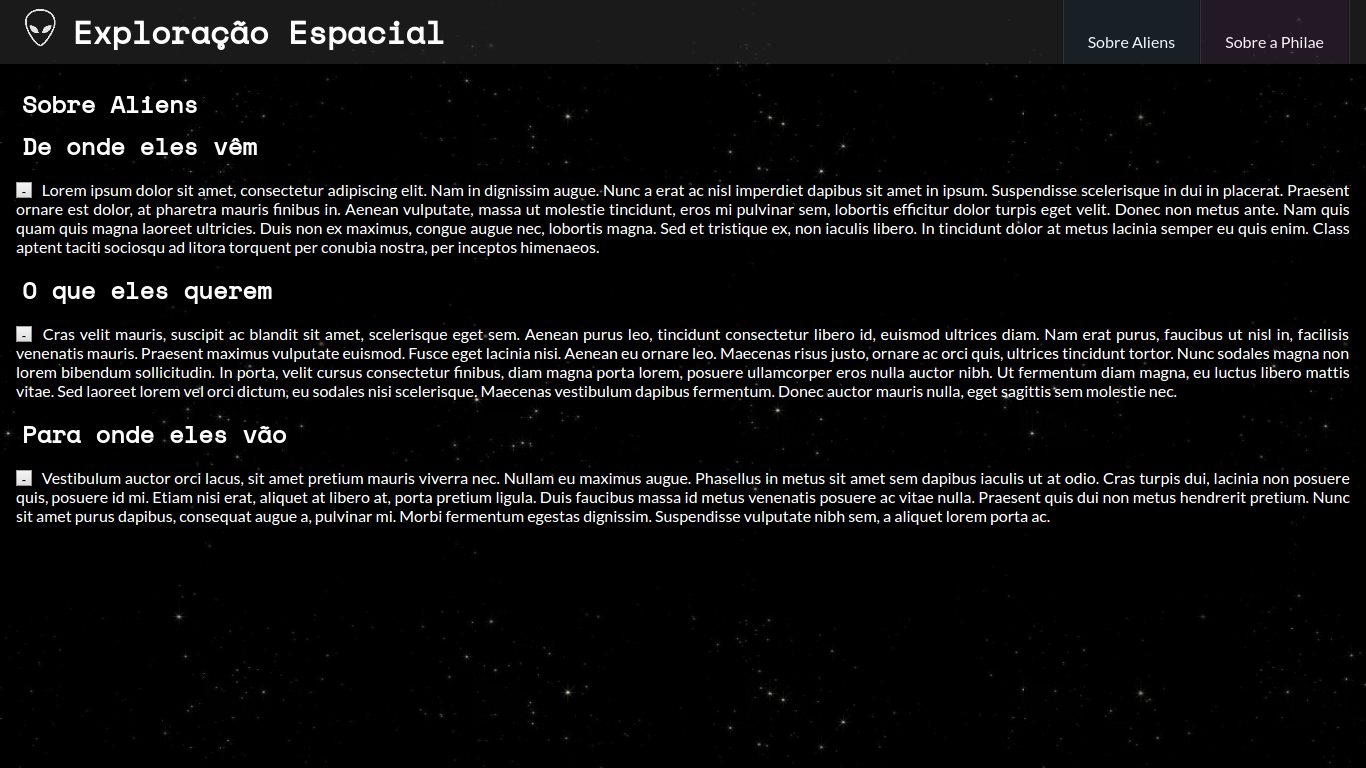 Exploração Espacial
Sobre Aliens
Sobre a Philae
Sobre Aliens
De onde eles vêm
- Lorem ipsum dolor sit amet, consectetur adipiscing elit. Nam in dignissim augue. Nunc a erat ac nisl imperdiet dapibus sit amet in ipsum. Suspendisse scelerisque in dui in placerat. Praesent
ornare est dolor, at pharetra mauris finibus in. Aenean vulputate, massa ut molestie tincidunt, eros mi pulvinar sem, lobortis efficitur dolor turpis eget velit. Donec non metus ante. Nam quis
quam quis magna laoreet ultricies. Duis non ex maximus, congue augue nec, lobortis magna. Sed et tristique ex, non iaculis libero. In tincidunt dolor at metus lacinia semper eu quis enim. Class
aptent taciti sociosqu ad litora torquent per conubia nostra, per inceptos himenaeos.
O que eles querem
- Cras velit mauris, suscipit ac blandit sit amet, scelerisque eget sem. Aenean purus leo, tincidunt consectetur libero id, euismod ultrices diam. Nam erat purus, faucibus ut nisl in, facilisis
venenatis mauris. Praesent maximus vulputate euismod. Fusce eget lacinia nisi. Aenean eu ornare leo. Maecenas risus justo, ornare ac orci quis, ultrices tincidunt tortor. Nunc sodales magna non
lorem bibendum sollicitudin. In porta, velit cursus consectetur finibus, diam magna porta lorem, posuere ullamcorper eros nulla auctor nibh. Ut fermentum diam magna, eu luctus libero mattis
vitae. Sed laoreet lorem vel orci dictum, eu sodales nisi scelerisque. Maecenas vestibulum dapibus fermentum. Donec auctor mauris nulla, eget sagittis sem molestie nec.
Para onde eles vão
- Vestibulum auctor orci lacus, sit amet pretium mauris viverra nec. Nullam eu maximus augue. Phasellus in metus sit amet sem dapibus iaculis ut at odio. Cras turpis dui, lacinia non posuere
quis, posuere id mi. Etiam nisi erat, aliquet at libero at, porta pretium ligula. Duis faucibus massa id metus venenatis posuere ac vitae nulla. Praesent quis dui non metus hendrerit pretium. Nunc
sit amet purus dapibus, consequat augue a, pulvinar mi. Morbi fermentum egestas dignissim. Suspendisse vulputate nibh sem, a aliquet lorem porta ac.